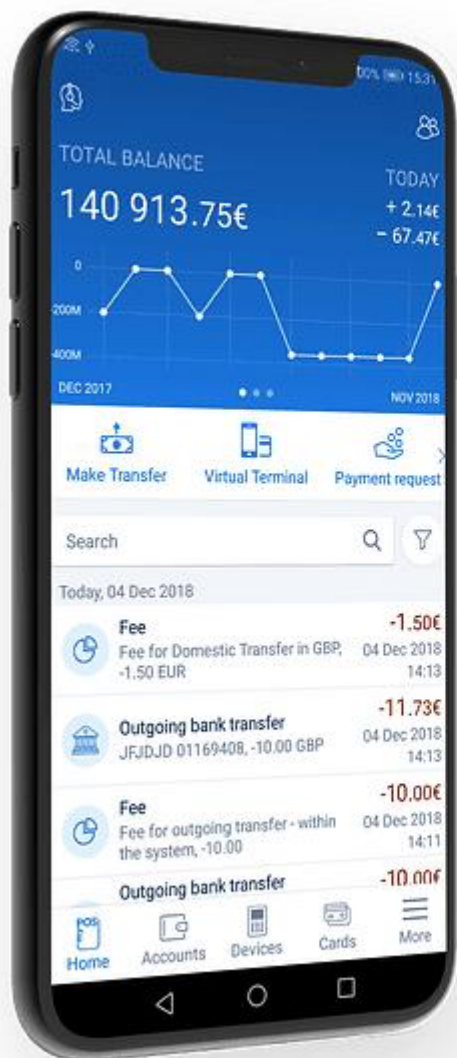 00% 15:31
TOTAL BALANCE
TODAY
140 913.75€
+ 2.14€
− 67.47€
0
-200M
-400M
DEC 2017
NOV 2018
Make Transfer
Virtual Terminal
Payment request
Search
Today, 04 Dec 2018
Fee
-1.50€
Fee for Domestic Transfer in GBP,
04 Dec 2018
-1.50 EUR
14:13
Outgoing bank transfer
-11.73€
JFJDJD 01169408, -10.00 GBP
04 Dec 2018
14:13
Fee
-10.00€
Fee for outgoing transfer - within
04 Dec 2018
the system, -10.00
14:11
Outgoing bank transfer
-10.00€
POS
Home
Accounts
Devices
Cards
More